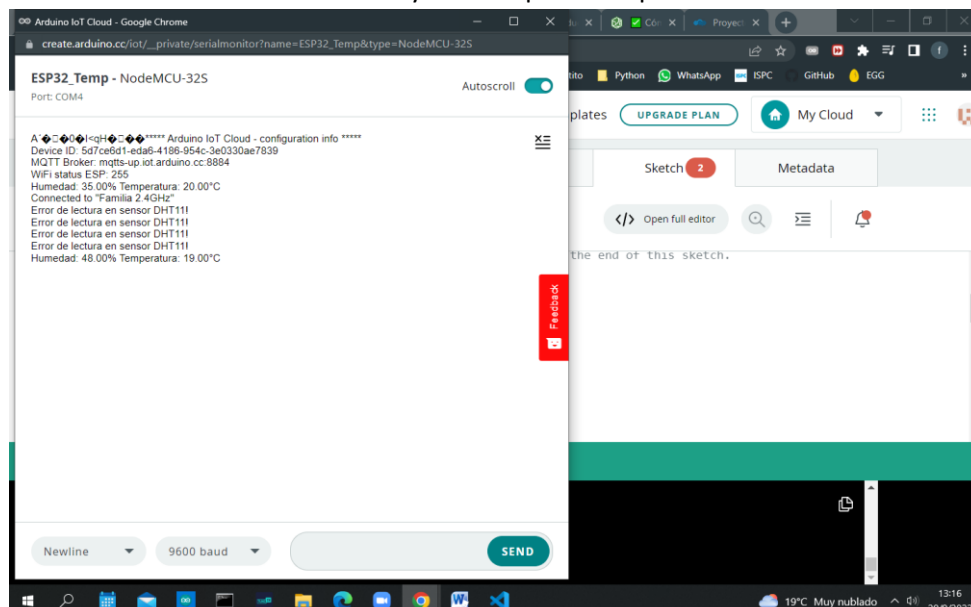 Arduino IoT Cloud - Google Chrome
create.arduino.cc/iot/__private/serialmonitor?name=ESP32_Temp&type=NodeMCU-32S
ESP32_Temp - NodeMCU-32S
Port: COM4
Autoscroll
***** Arduino IoT Cloud - configuration info *****
Device ID: 5d7ce6d1-eda6-4186-954c-3e0330ae7839
MQTT Broker: mqtts-up.iot.arduino.cc:8884
WiFi status ESP: 255
Humedad: 35.00% Temperatura: 20.00°C
Connected to "Familia 2.4GHz"
Error de lectura en sensor DHT11!
Error de lectura en sensor DHT11!
Error de lectura en sensor DHT11!
Error de lectura en sensor DHT11!
Humedad: 48.00% Temperatura: 19.00°C
Feedback
Newline
9600 baud
SEND
Proyec
tito Python WhatsApp ISPC GitHub EGG »
plates UPGRADE PLAN My Cloud
Sketch 2 Metadata
</> Open full editor
the end of this sketch.
19°C Muy nublado
13:16